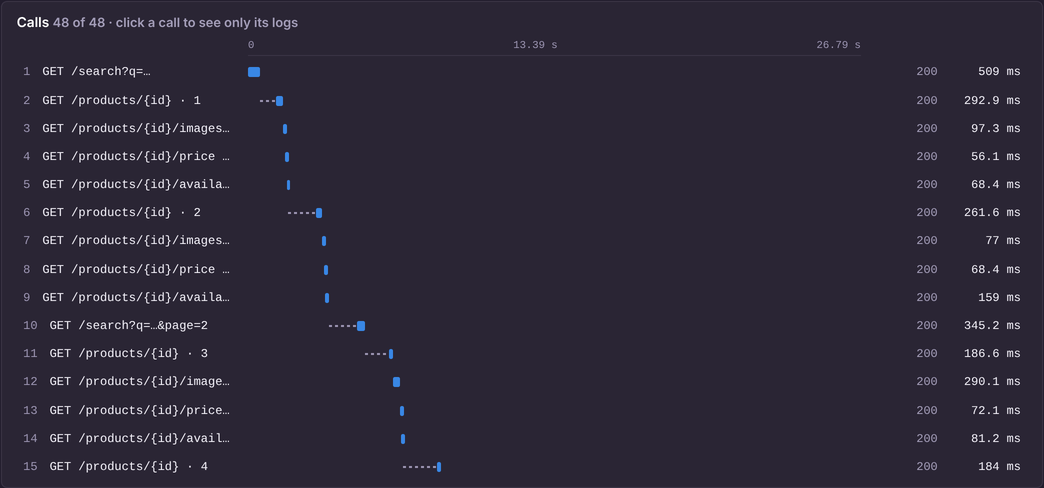 Calls 48 of 48 · click a call to see only its logs
0 13.39 s 26.79 s
1 GET /search?q=… 200 509 ms
2 GET /products/{id} · 1 200 292.9 ms
3 GET /products/{id}/images… 200 97.3 ms
4 GET /products/{id}/price … 200 56.1 ms
5 GET /products/{id}/availa… 200 68.4 ms
6 GET /products/{id} · 2 200 261.6 ms
7 GET /products/{id}/images… 200 77 ms
8 GET /products/{id}/price … 200 68.4 ms
9 GET /products/{id}/availa… 200 159 ms
10 GET /search?q=…&page=2 200 345.2 ms
11 GET /products/{id} · 3 200 186.6 ms
12 GET /products/{id}/image… 200 290.1 ms
13 GET /products/{id}/price… 200 72.1 ms
14 GET /products/{id}/avail… 200 81.2 ms
15 GET /products/{id} · 4 200 184 ms